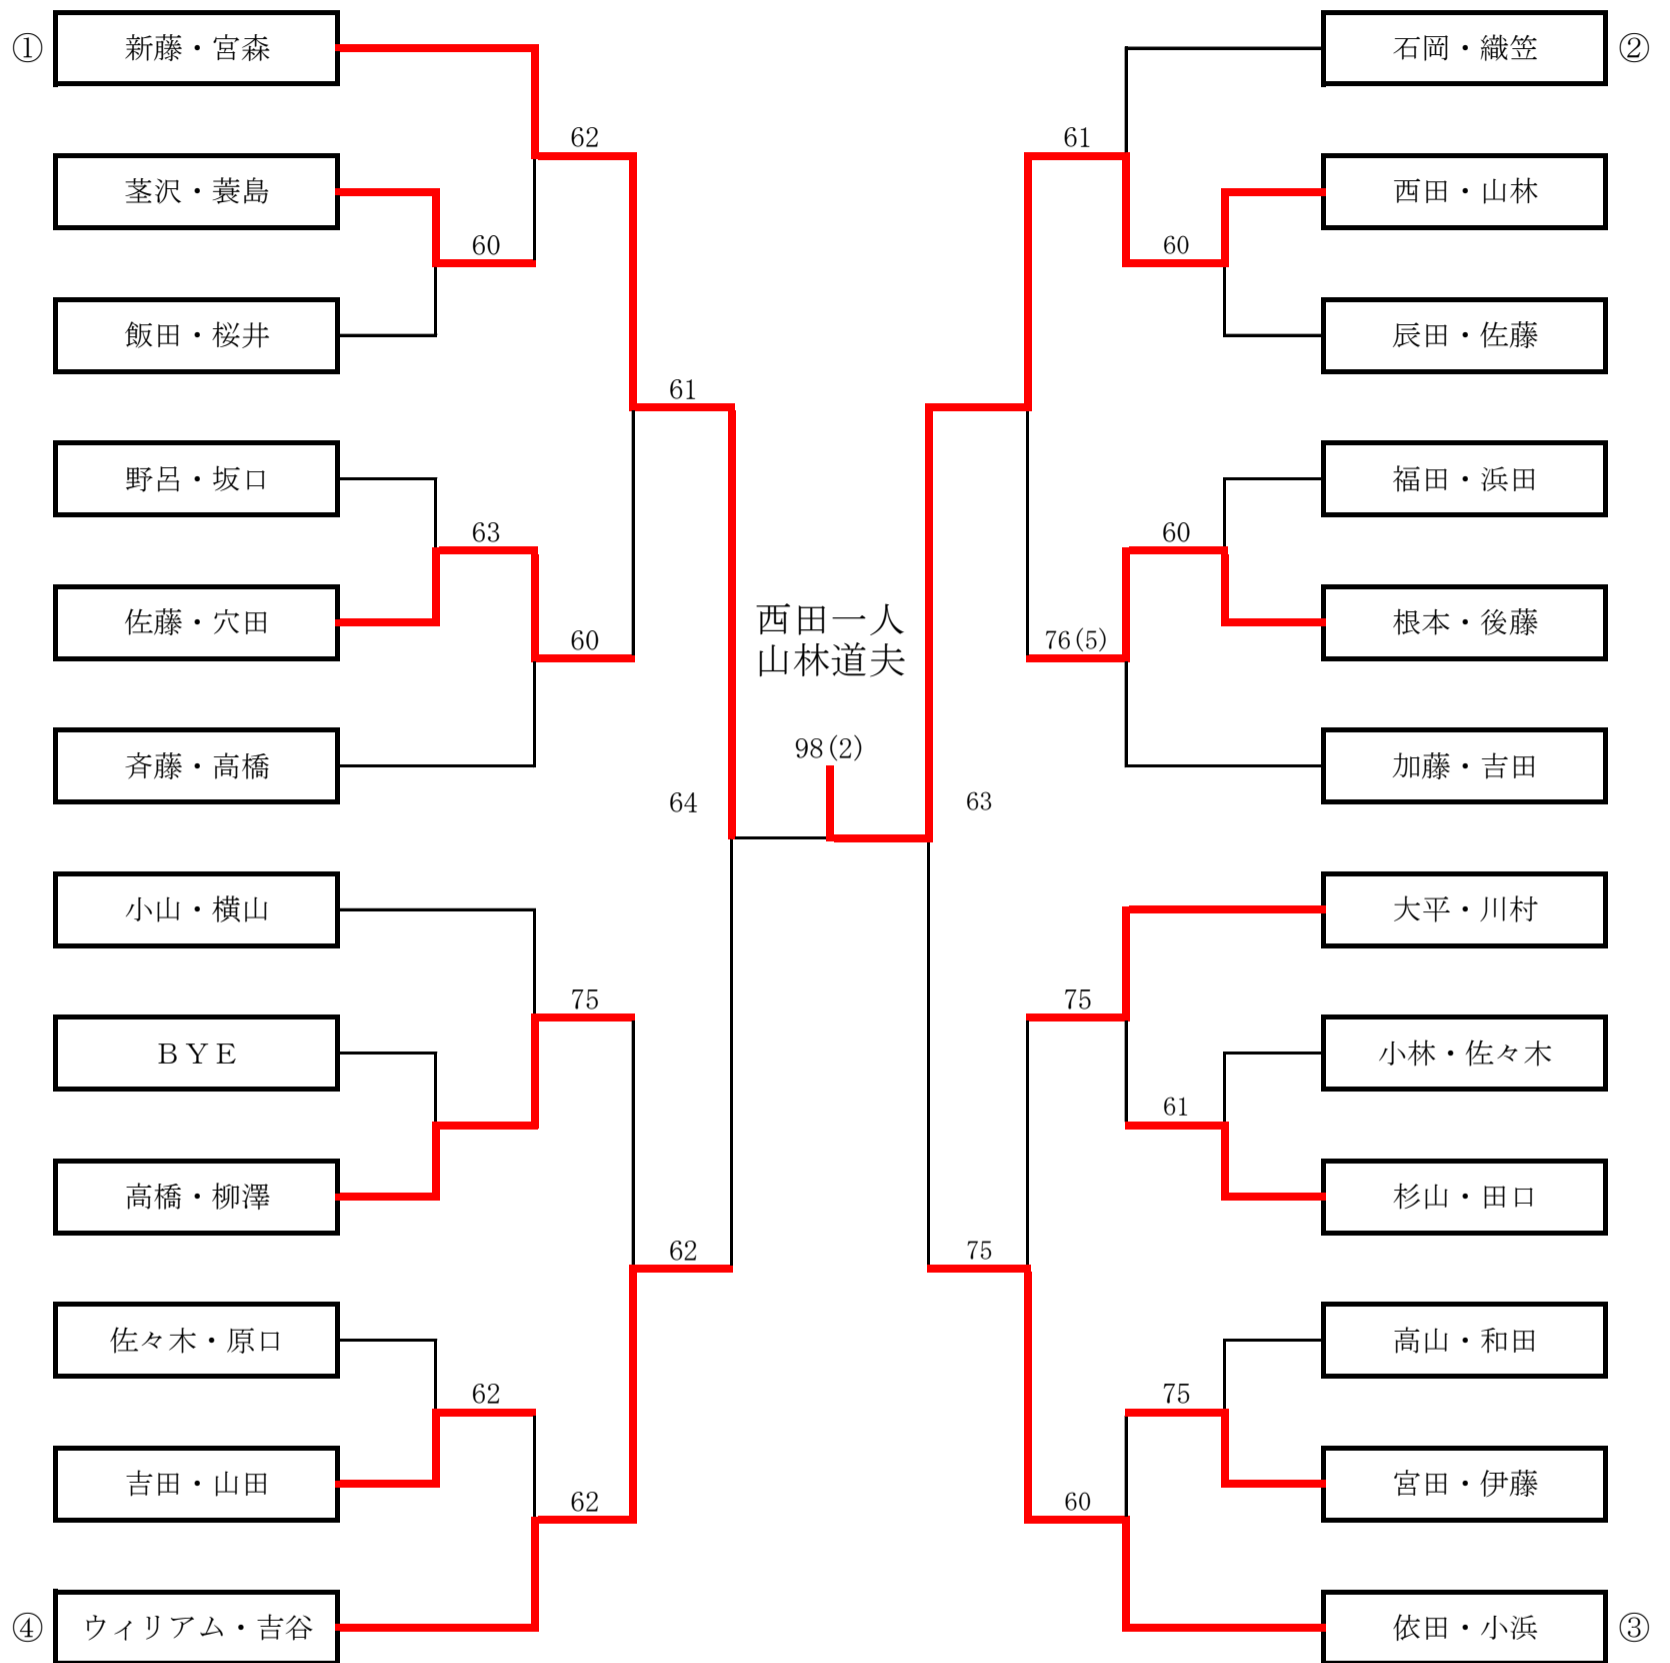 ① 新藤・宮森
石岡・織笠 ②
62
61
茎沢・蓑島
西田・山林
60
60
飯田・桜井
辰田・佐藤
61
野呂・坂口
福田・浜田
63
60
佐藤・穴田
西田一人
山林道夫
根本・後藤
60
76(5)
斉藤・高橋
98(2)
加藤・吉田
64
63
小山・横山
大平・川村
75
75
BYE
小林・佐々木
61
高橋・柳澤
杉山・田口
62
75
佐々木・原口
高山・和田
62
75
吉田・山田
宮田・伊藤
62
60
④ ウィリアム・吉谷
依田・小浜 ③